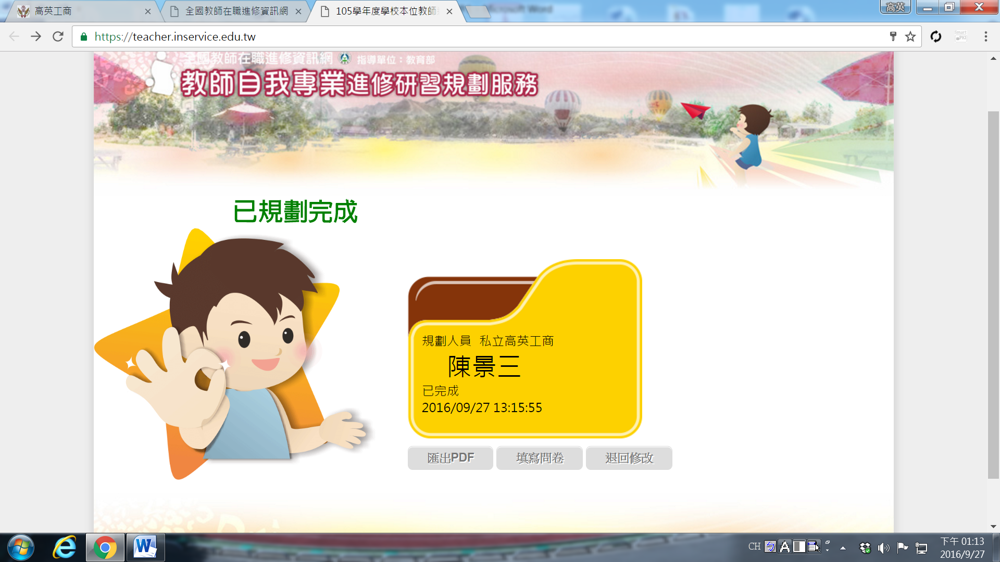 高英工商
全國教師在職進修資訊網
105學年度學校本位教師
Microsoft Word
高英
https://teacher.inservice.edu.tw
Smart
PKI
全國教師在職進修資訊網 指導單位：教育部
教師自我專業進修研習規劃服務
已規劃完成
規劃人員 私立高英工商
陳景三
已完成
2016/09/27 13:15:55
匯出PDF 填寫問卷 退回修改
CH ㄅ A
下午 01:13
2016/9/27